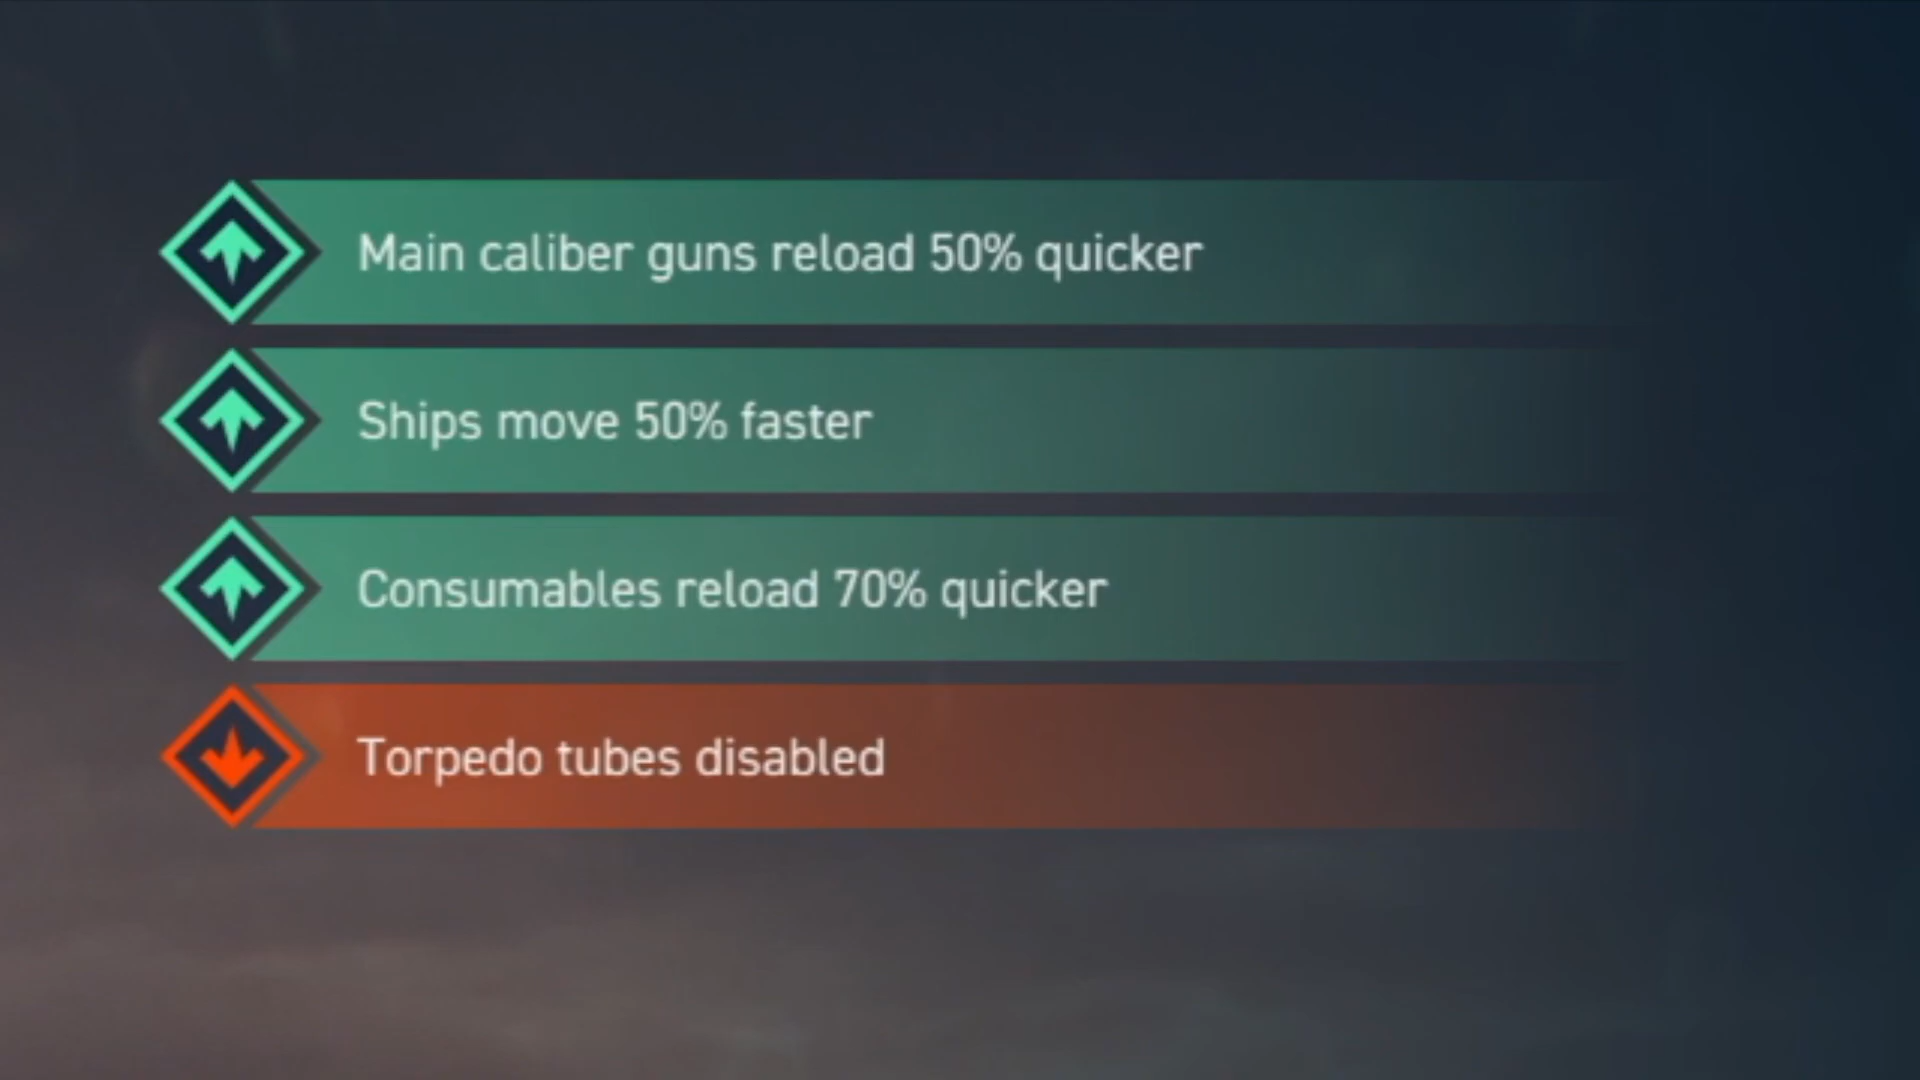 Main caliber guns reload 50% quicker
Ships move 50% faster
Consumables reload 70% quicker
Torpedo tubes disabled